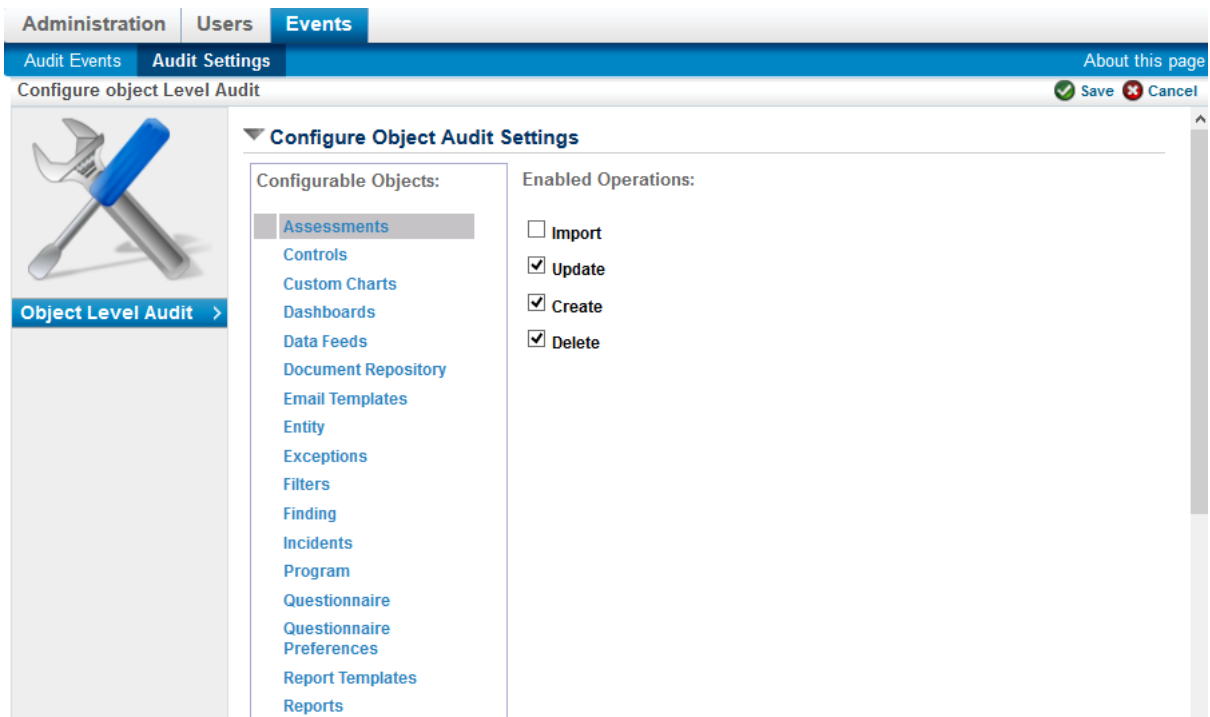 Administration Users Events
Audit Events Audit Settings About this page
Configure object Level Audit Save Cancel
Configure Object Audit Settings
Configurable Objects: Enabled Operations:
Object Level Audit >
Assessments
Controls
Custom Charts
Dashboards
Data Feeds
Document Repository
Email Templates
Entity
Exceptions
Filters
Finding
Incidents
Program
Questionnaire
Questionnaire
Preferences
Report Templates
Reports
Import
Update
Create
Delete